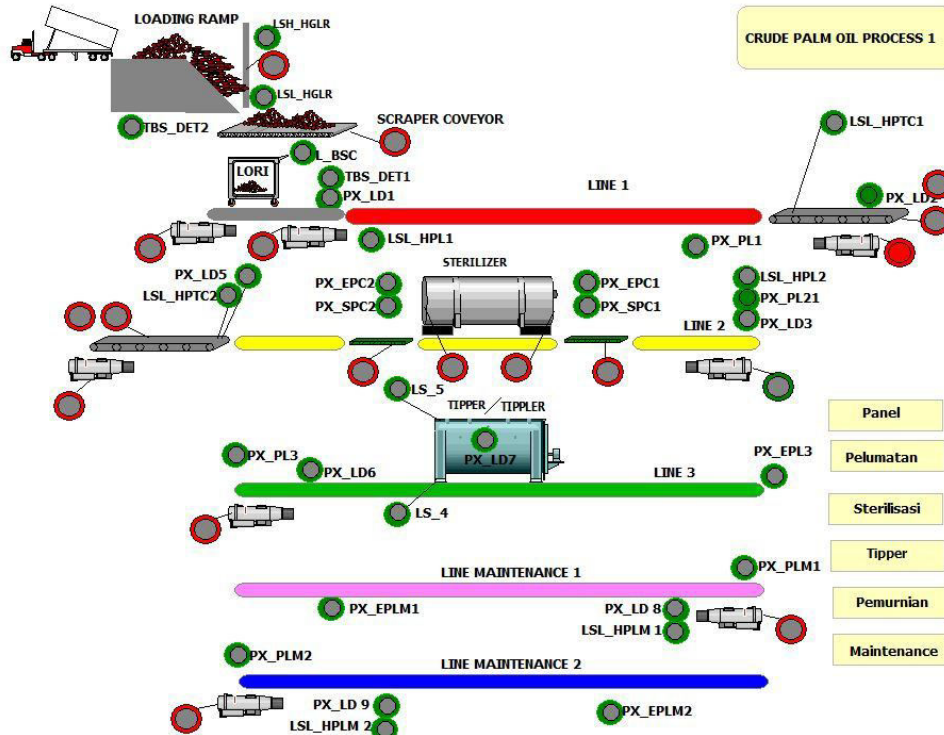 LOADING RAMP
LSH_HGLR
CRUDE PALM OIL PROCESS 1
LSL_HGLR
TBS_DET2
SCRAPER COVEYOR
LSL_HPTC1
L_BSC
LORI
TBS_DET1
PX_LD1
LINE 1
PX_LD2
LSL_HPL1
PX_PL1
STERILIZER
PX_LD5
LSL_HPTC2
PX_EPC2
PX_SPC2
PX_EPC1
PX_SPC1
LSL_HPL2
PX_PL21
PX_LD3
LINE 2
LS_5
TIPPER
TIPPLER
Panel
PX_PL3
PX_LD6
PX_LD7
PX_EPL3
Pelumatan
LINE 3
LS_4
Sterilisasi
Tipper
LINE MAINTENANCE 1
PX_PLM1
PX_EPLM1
PX_LD 8
LSL_HPLM 1
Pemurnian
Maintenance
PX_PLM2
LINE MAINTENANCE 2
PX_LD 9
LSL_HPLM 2
PX_EPLM2